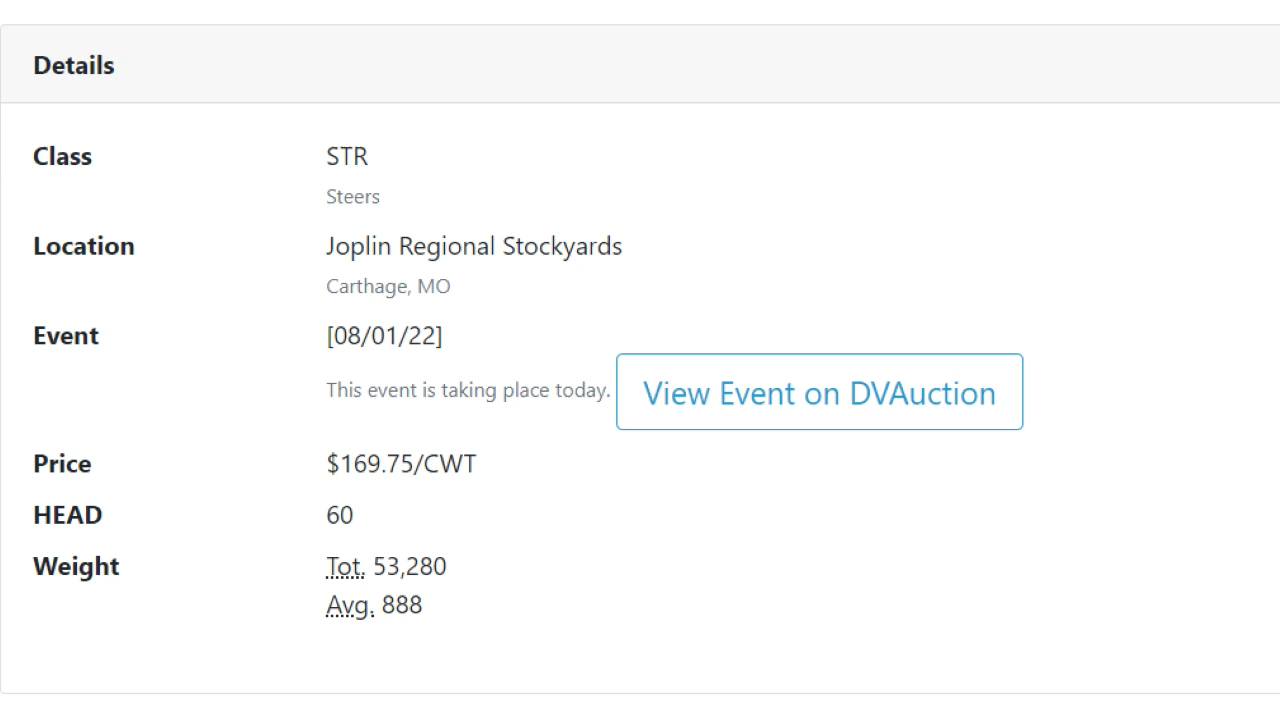 Details
Class STR
Steers
Location Joplin Regional Stockyards
Carthage, MO
Event [08/01/22]
This event is taking place today. View Event on DVAuction
Price $169.75/CWT
HEAD 60
Weight Tot. 53,280
Avg. 888